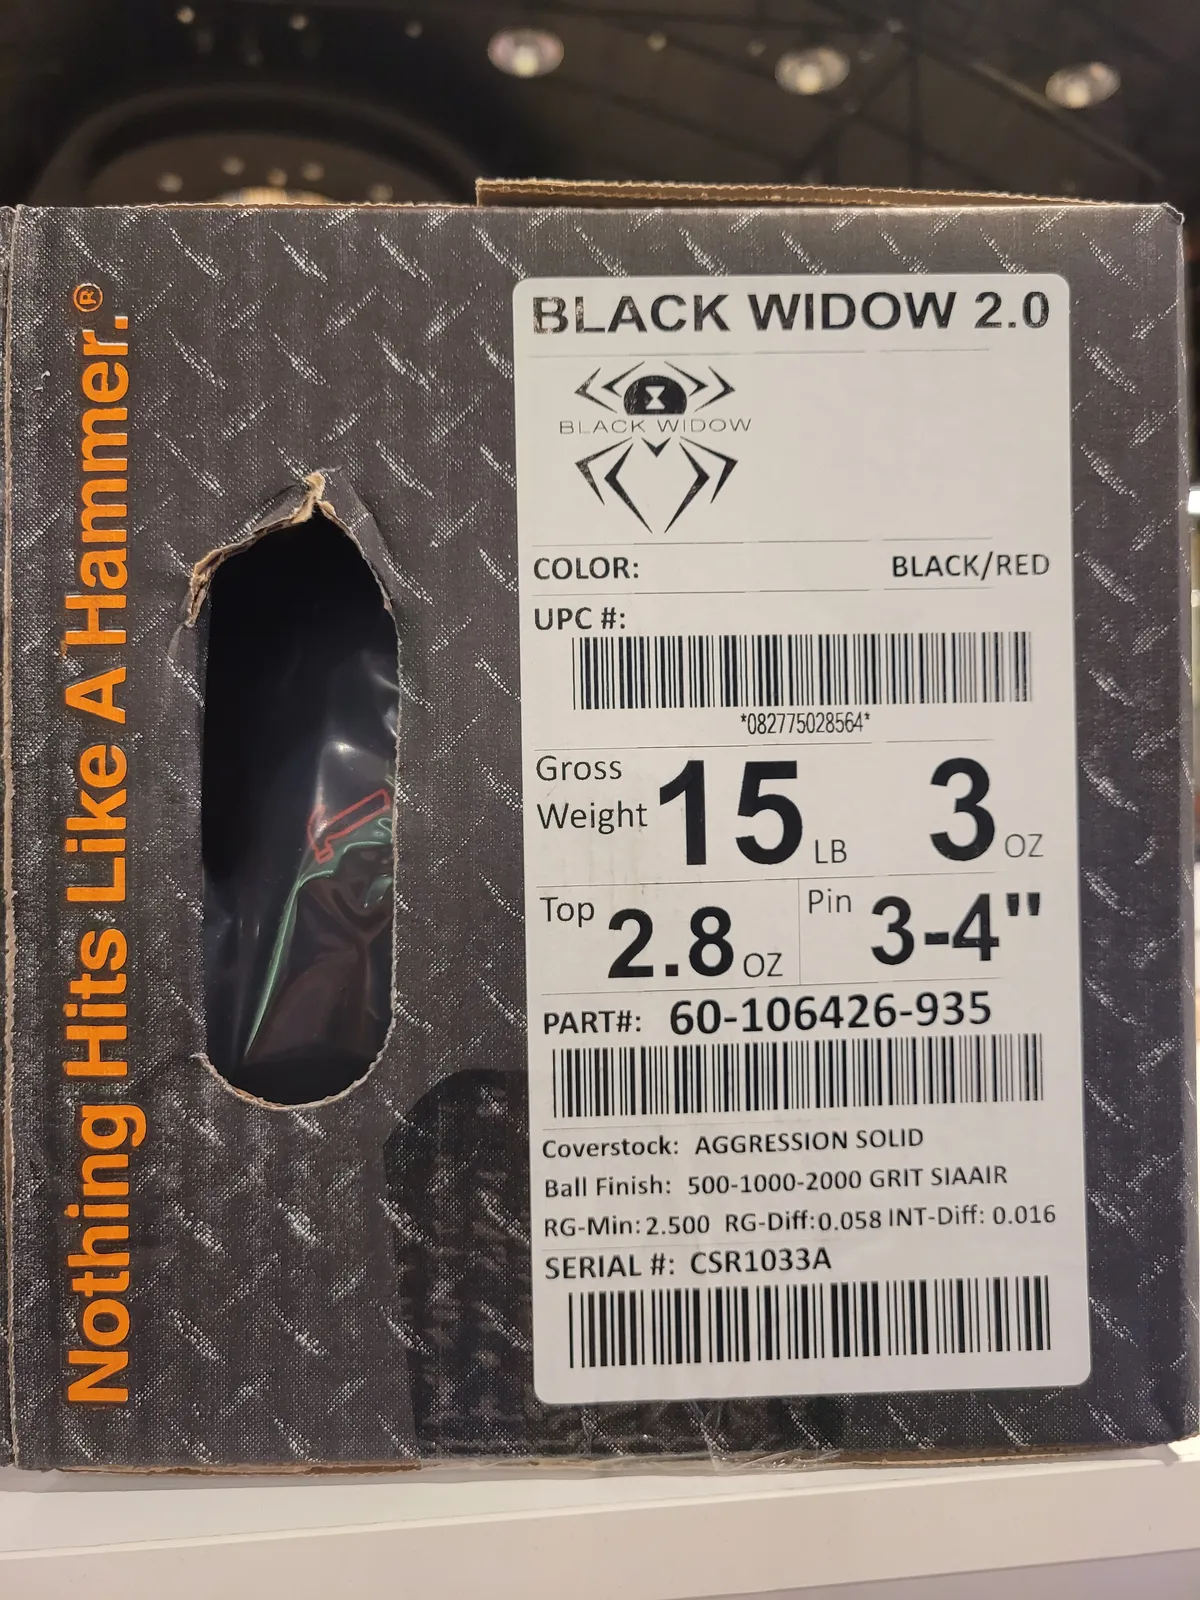 Nothing Hits Like A Hammer.®
BLACK WIDOW 2.0
BLACK WIDOW
COLOR: BLACK/RED
UPC #:
*082775028564*
Gross Weight 15 LB 3 OZ
Top 2.8 OZ Pin 3-4"
PART#: 60-106426-935
Coverstock: AGGRESSION SOLID
Ball Finish: 500-1000-2000 GRIT SIAAIR
RG-Min: 2.500 RG-Diff: 0.058 INT-Diff: 0.016
SERIAL #: CSR1033A